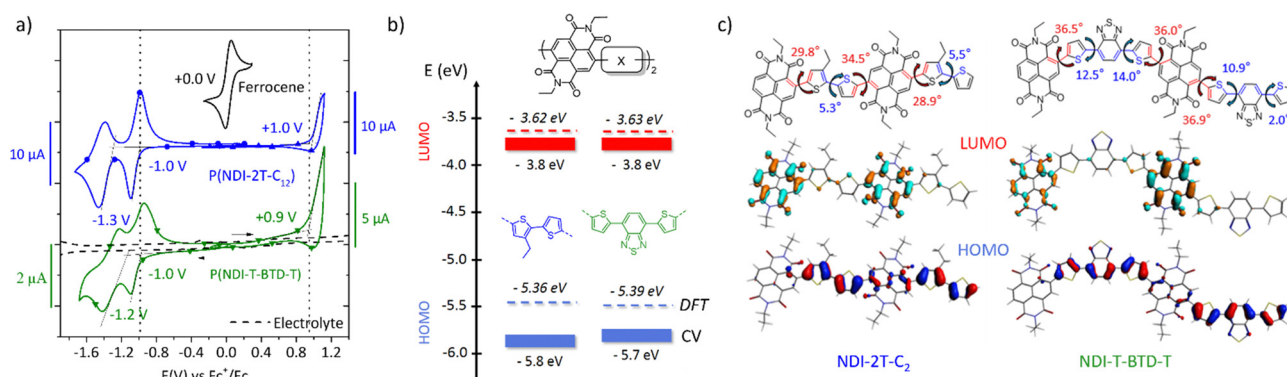 a)
+0.0 V
Ferrocene
10 µA
+1.0 V
10 µA
-1.0 V
P(NDI-2T-C₁₂)
-1.3 V
+0.9 V
5 µA
2 µA
-1.0 V
P(NDI-T-BTD-T)
-1.2 V
Electrolyte
-1.6 -1.2 -0.8 -0.4 0.0 0.4 0.8 1.2
E(V) vs Fc⁺/Fc
b)
E (eV)
O N O
X
2
O N O
-3.5
-4.0
-4.5
-5.0
-5.5
-6.0
LUMO
HOMO
- 3.62 eV
- 3.63 eV
- 3.8 eV
- 3.8 eV
S
S
S
S
N N
S
- 5.36 eV
- 5.39 eV
DFT
CV
- 5.8 eV
- 5.7 eV
c)
29.8°
34.5°
5,5°
5.3°
28.9°
36.5°
36.0°
12.5°
14.0°
10.9°
36.9°
2.0°
LUMO
HOMO
NDI-2T-C₂
NDI-T-BTD-T